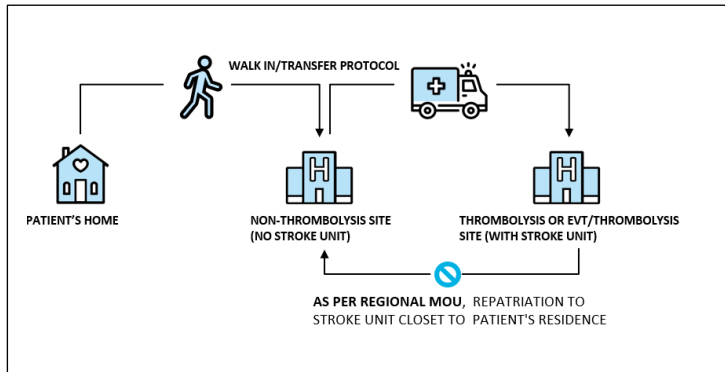 WALK IN/TRANSFER PROTOCOL
H
H
PATIENT'S HOME
NON-THROMBOLYSIS SITE
(NO STROKE UNIT)
THROMBOLYSIS OR EVT/THROMBOLYSIS
SITE (WITH STROKE UNIT)
AS PER REGIONAL MOU, REPATRIATION TO
STROKE UNIT CLOSET TO PATIENT'S RESIDENCE